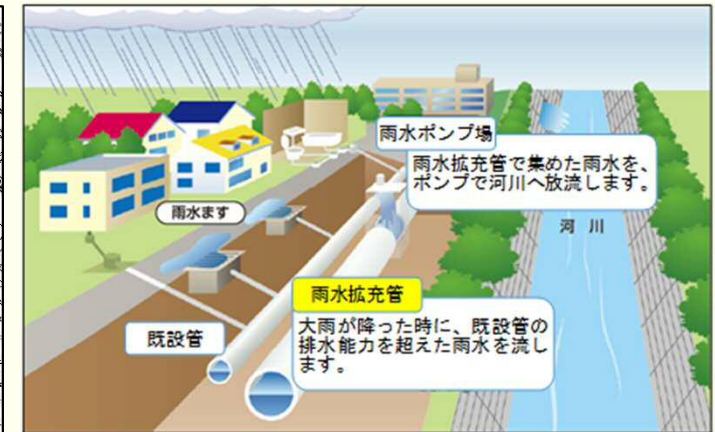 雨水ポンプ場
雨水拡充管で集めた雨水を、
ポンプで河川へ放流します。
雨水ます
河 川
雨水拡充管
大雨が降った時に、既設管の
排水能力を超えた雨水を流し
ます。
既設管